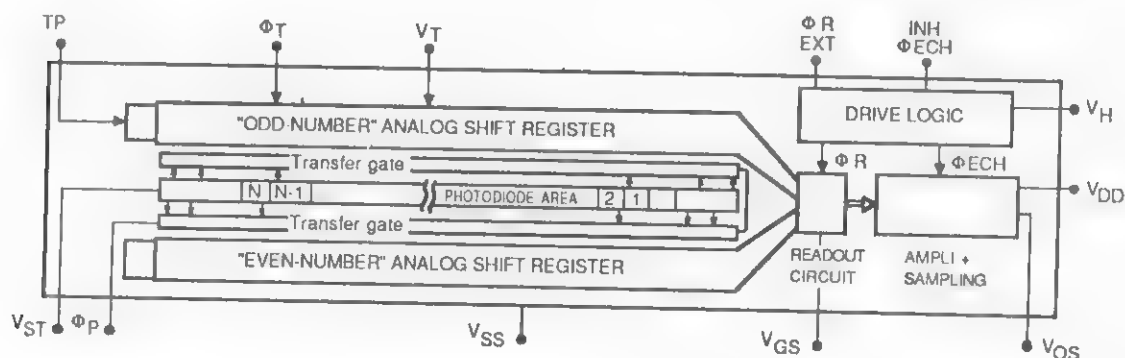 TP
ΦT
VT
Φ R
EXT
INH
ΦECH
"ODD-NUMBER" ANALOG SHIFT REGISTER
DRIVE LOGIC
VH
Transfer gate
Φ R
ΦECH
N N-1 PHOTODIODE AREA 2 1
VDD
Transfer gate
"EVEN-NUMBER" ANALOG SHIFT REGISTER
READOUT
CIRCUIT
AMPLI +
SAMPLING
VST
ΦP
VSS
VGS
VOS